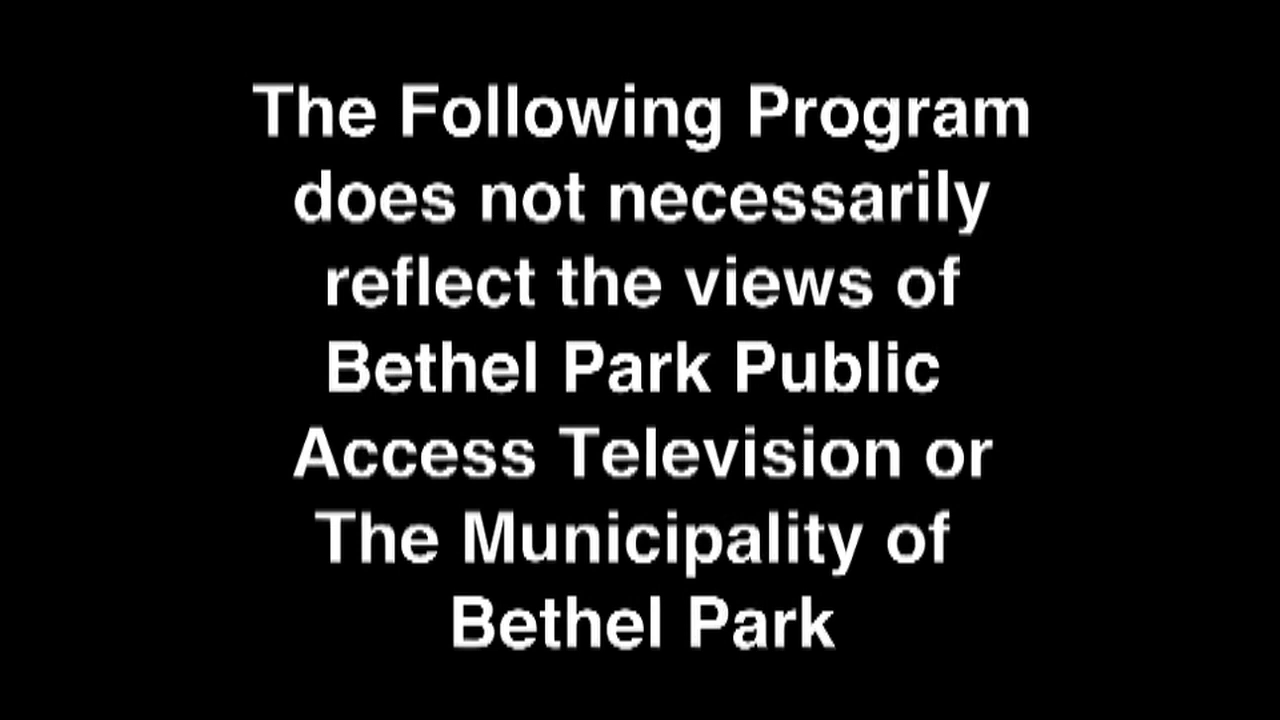 The Following Program
does not necessarily
reflect the views of
Bethel Park Public
Access Television or
The Municipality of
Bethel Park